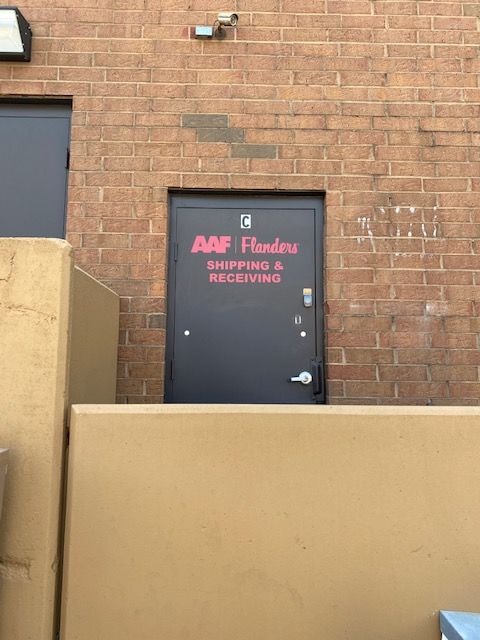 C
AAF | Flanders
SHIPPING &
RECEIVING